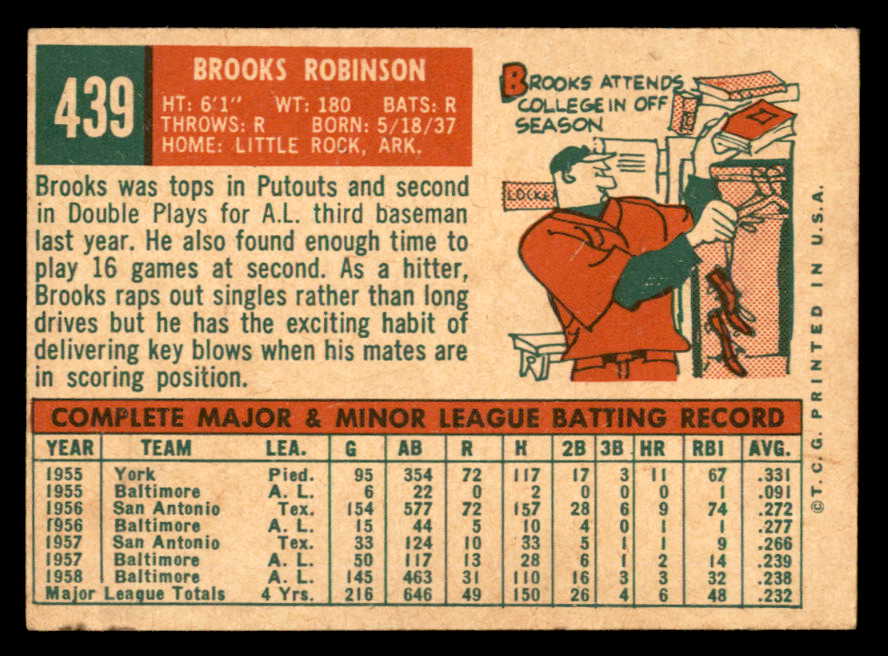 439
BROOKS ROBINSON
HT: 6'1" WT: 180 BATS: R
THROWS: R BORN: 5/18/37
HOME: LITTLE ROCK, ARK.
BROOKS ATTENDS
COLLEGE IN OFF
SEASON
LOCKE
Brooks was tops in Putouts and second
in Double Plays for A.L. third baseman
last year. He also found enough time to
play 16 games at second. As a hitter,
Brooks raps out singles rather than long
drives but he has the exciting habit of
delivering key blows when his mates are
in scoring position.
COMPLETE MAJOR & MINOR LEAGUE BATTING RECORD
YEAR TEAM LEA. G AB R H 2B 3B HR RBI AVG.
1955 York Pied. 95 354 72 117 17 3 11 67 .331
1955 Baltimore A. L. 6 22 0 2 0 0 0 1 .091
1956 San Antonio Tex. 154 577 72 157 28 6 9 74 .272
1956 Baltimore A. L. 15 44 5 10 4 0 1 1 .277
1957 San Antonio Tex. 33 124 10 33 5 1 1 9 .266
1957 Baltimore A. L. 50 117 13 28 6 1 2 14 .239
1958 Baltimore A. L. 145 463 31 110 16 3 3 32 .238
Major League Totals 4 Yrs. 216 646 49 150 26 4 6 48 .232
© T. C. G. PRINTED IN U.S.A.